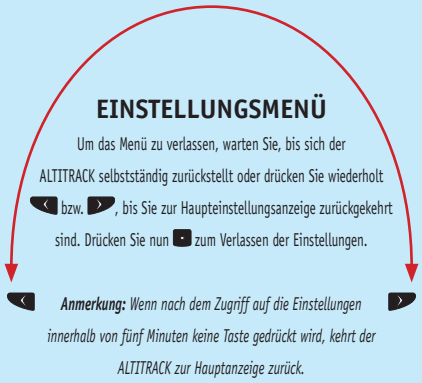 EINSTELLUNGSMENÜ
Um das Menü zu verlassen, warten Sie, bis sich der
ALTITRACK selbstständig zurückstellt oder drücken Sie wiederholt
bzw. , bis Sie zur Haupteinstellungsanzeige zurückgekehrt
sind. Drücken Sie nun zum Verlassen der Einstellungen.
Anmerkung: Wenn nach dem Zugriff auf die Einstellungen
innerhalb von fünf Minuten keine Taste gedrückt wird, kehrt der
ALTITRACK zur Hauptanzeige zurück.